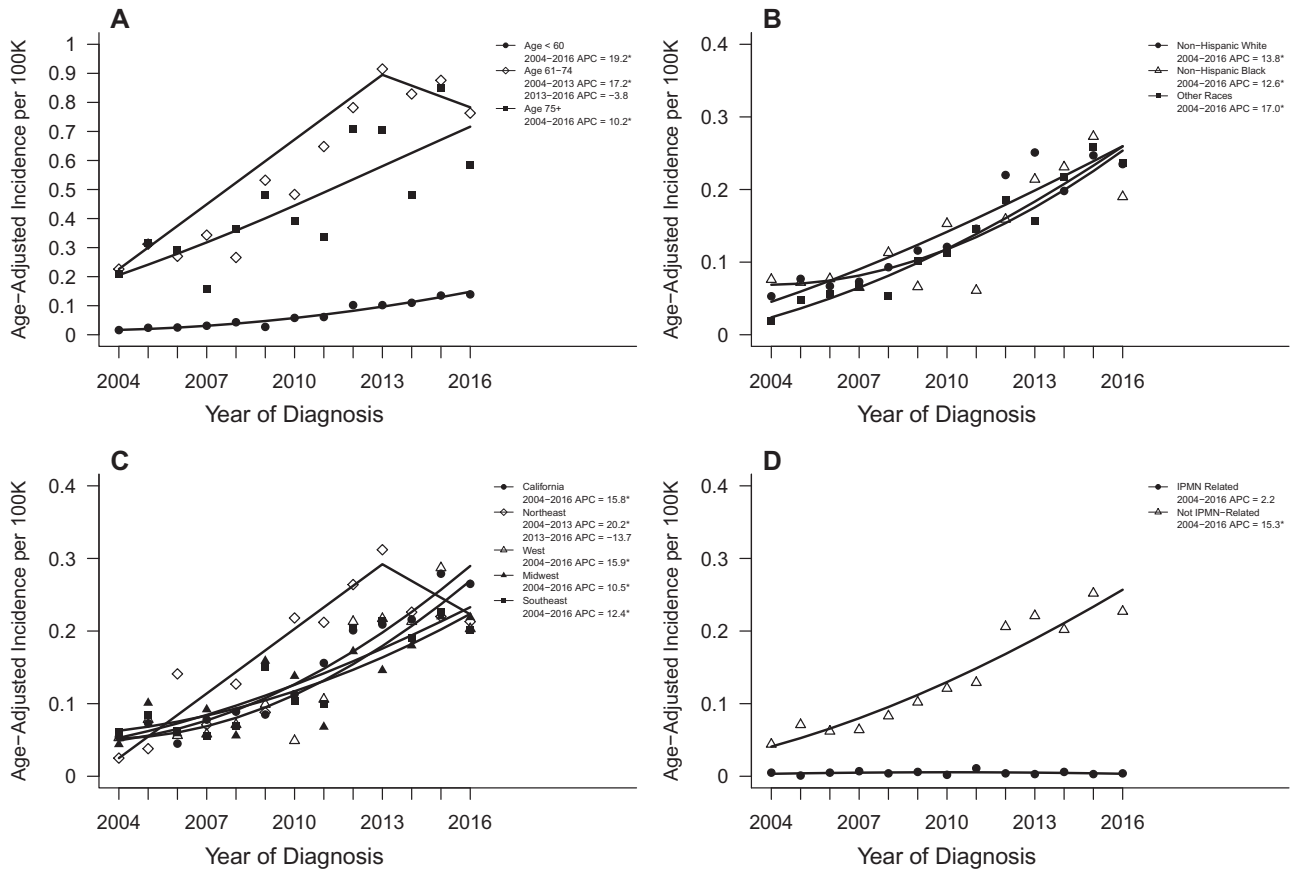 A
Age−Adjusted Incidence per 100K
1
0.9
0.8
0.7
0.6
0.5
0.4
0.3
0.2
0.1
0
2004
2007
2010
2013
2016
Year of Diagnosis
Age < 60
2004−2016 APC = 19.2*
Age 61−74
2004−2013 APC = 17.2*
2013−2016 APC = −3.8
Age 75+
2004−2016 APC = 10.2*
B
Age−Adjusted Incidence per 100K
0.4
0.3
0.2
0.1
0
2004
2007
2010
2013
2016
Year of Diagnosis
Non−Hispanic White
2004−2016 APC = 13.8*
Non−Hispanic Black
2004−2016 APC = 12.6*
Other Races
2004−2016 APC = 17.0*
C
Age−Adjusted Incidence per 100K
0.4
0.3
0.2
0.1
0
2004
2007
2010
2013
2016
Year of Diagnosis
California
2004−2016 APC = 15.8*
Northeast
2004−2013 APC = 20.2*
2013−2016 APC = −13.7
West
2004−2016 APC = 15.9*
Midwest
2004−2016 APC = 10.5*
Southeast
2004−2016 APC = 12.4*
D
Age−Adjusted Incidence per 100K
0.4
0.3
0.2
0.1
0
2004
2007
2010
2013
2016
Year of Diagnosis
IPMN Related
2004−2016 APC = 2.2
Not IPMN−Related
2004−2016 APC = 15.3*